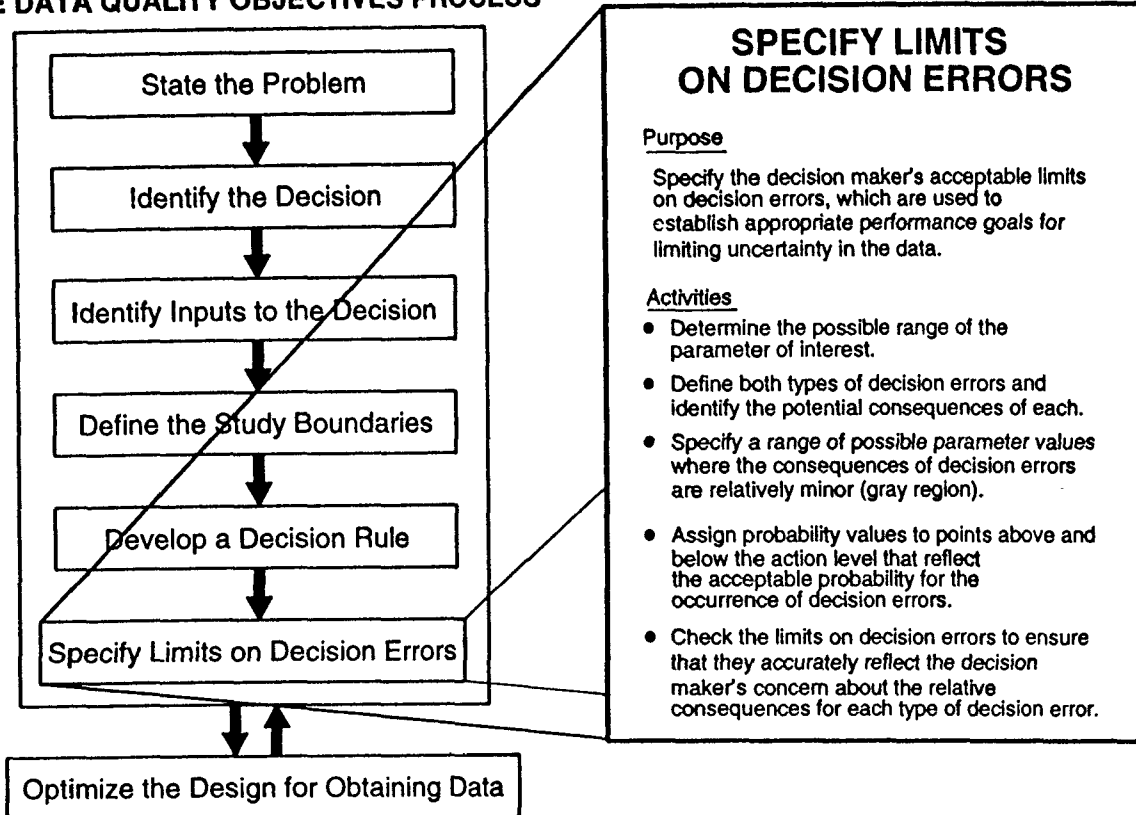 DATA QUALITY OBJECTIVES PROCESS
State the Problem
Identify the Decision
Identify Inputs to the Decision
Define the Study Boundaries
Develop a Decision Rule
Specify Limits on Decision Errors
Optimize the Design for Obtaining Data
SPECIFY LIMITS
ON DECISION ERRORS
Purpose
Specify the decision maker's acceptable limits
on decision errors, which are used to
establish appropriate performance goals for
limiting uncertainty in the data.
Activities
● Determine the possible range of the
parameter of interest.
● Define both types of decision errors and
identify the potential consequences of each.
● Specify a range of possible parameter values
where the consequences of decision errors
are relatively minor (gray region).
● Assign probability values to points above and
below the action level that reflect
the acceptable probability for the
occurrence of decision errors.
● Check the limits on decision errors to ensure
that they accurately reflect the decision
maker's concern about the relative
consequences for each type of decision error.